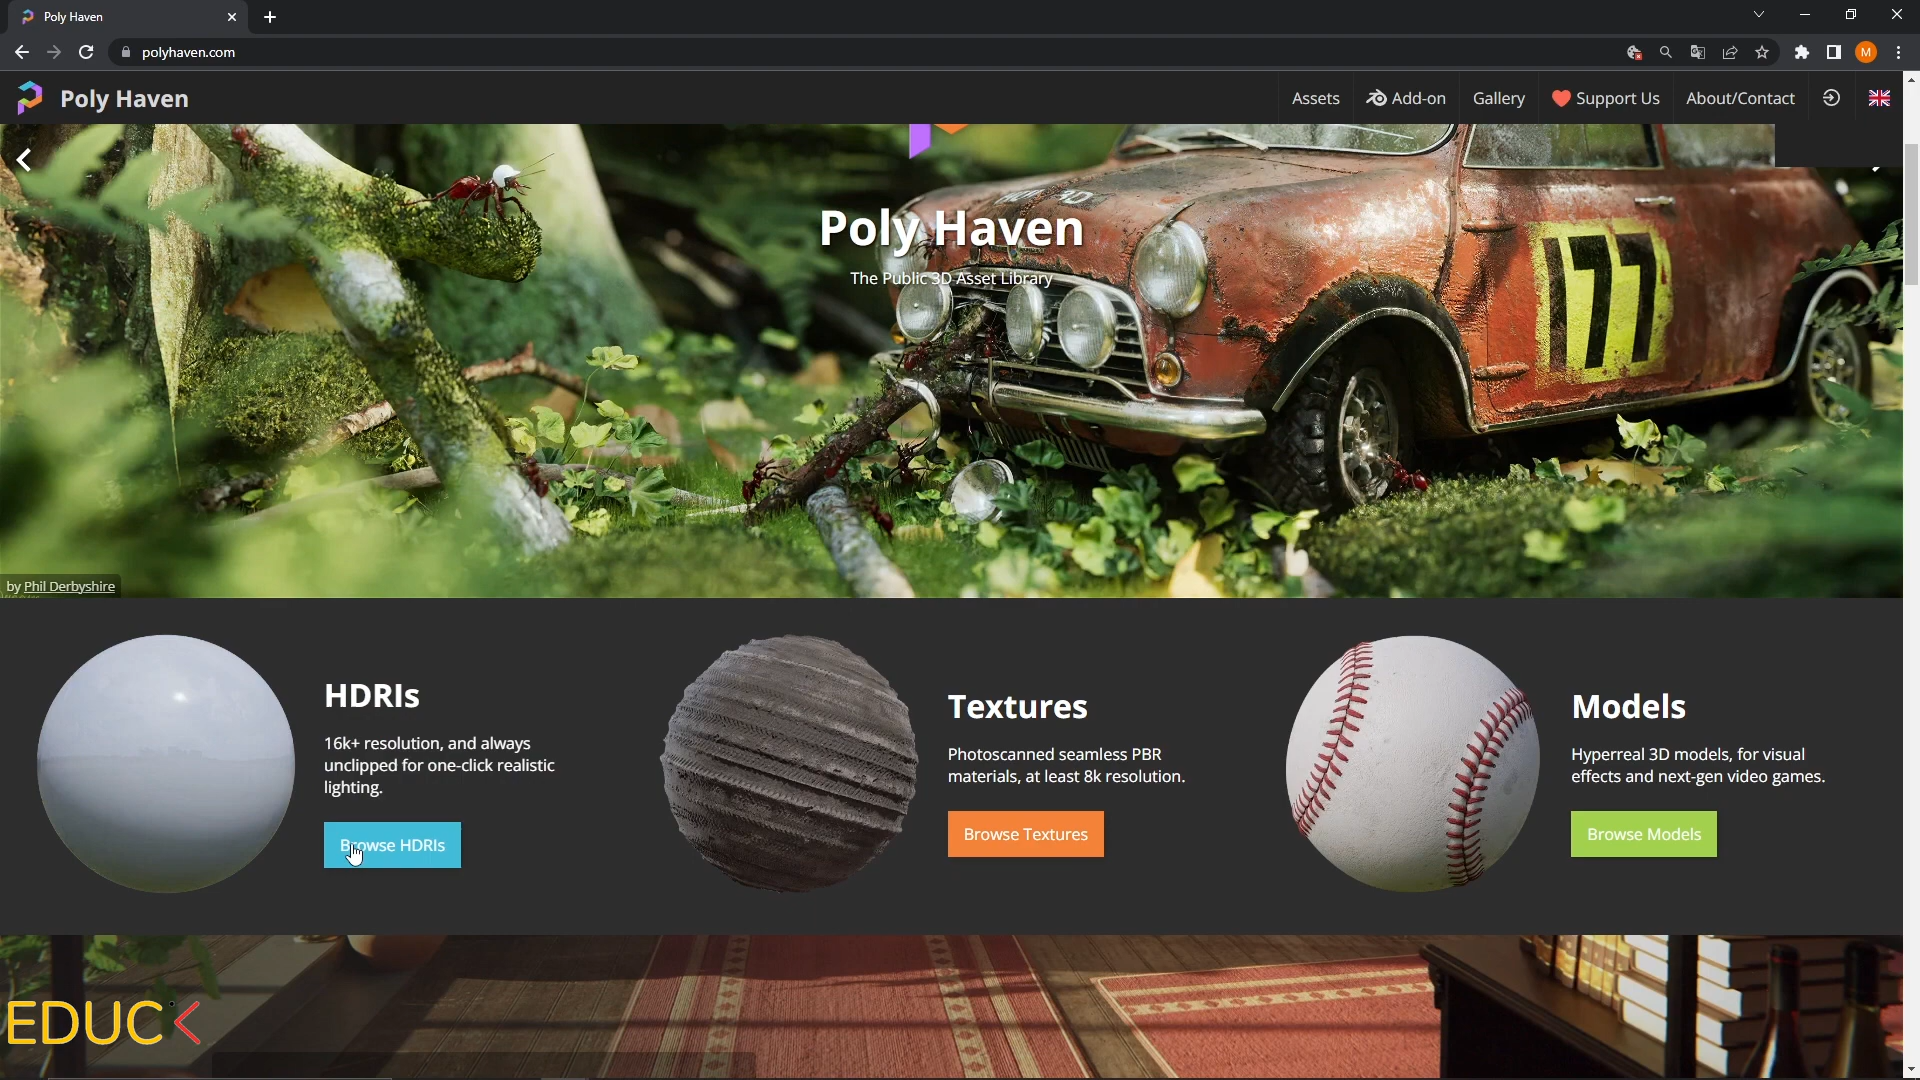 Poly Haven
polyhaven.com
M
Poly Haven
Assets
Add-on
Gallery
Support Us
About/Contact
Poly Haven
The Public 3D Asset Library
77
by Phil Derbyshire
HDRIs
16k+ resolution, and always
unclipped for one-click realistic
lighting.
Browse HDRIs
Textures
Photoscanned seamless PBR
materials, at least 8k resolution.
Browse Textures
Models
Hyperreal 3D models, for visual
effects and next-gen video games.
Browse Models
EDUC